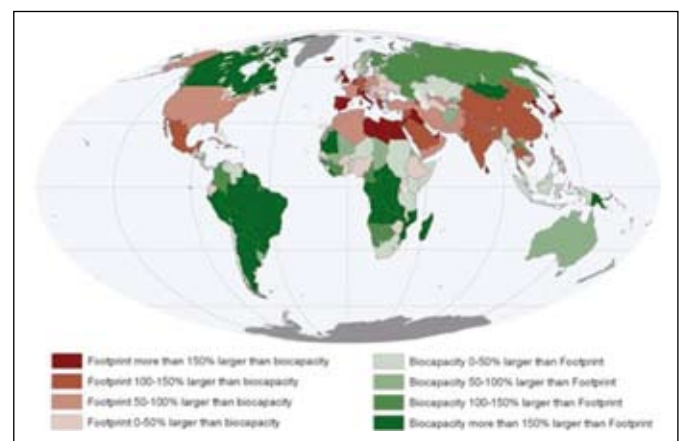 Footprint more than 150% larger than biocapacity
Footprint 100-150% larger than biocapacity
Footprint 50-100% larger than biocapacity
Footprint 0-50% larger than biocapacity
Biocapacity 0-50% larger than Footprint
Biocapacity 50-100% larger than Footprint
Biocapacity 100-150% larger than Footprint
Biocapacity more than 150% larger than Footprint